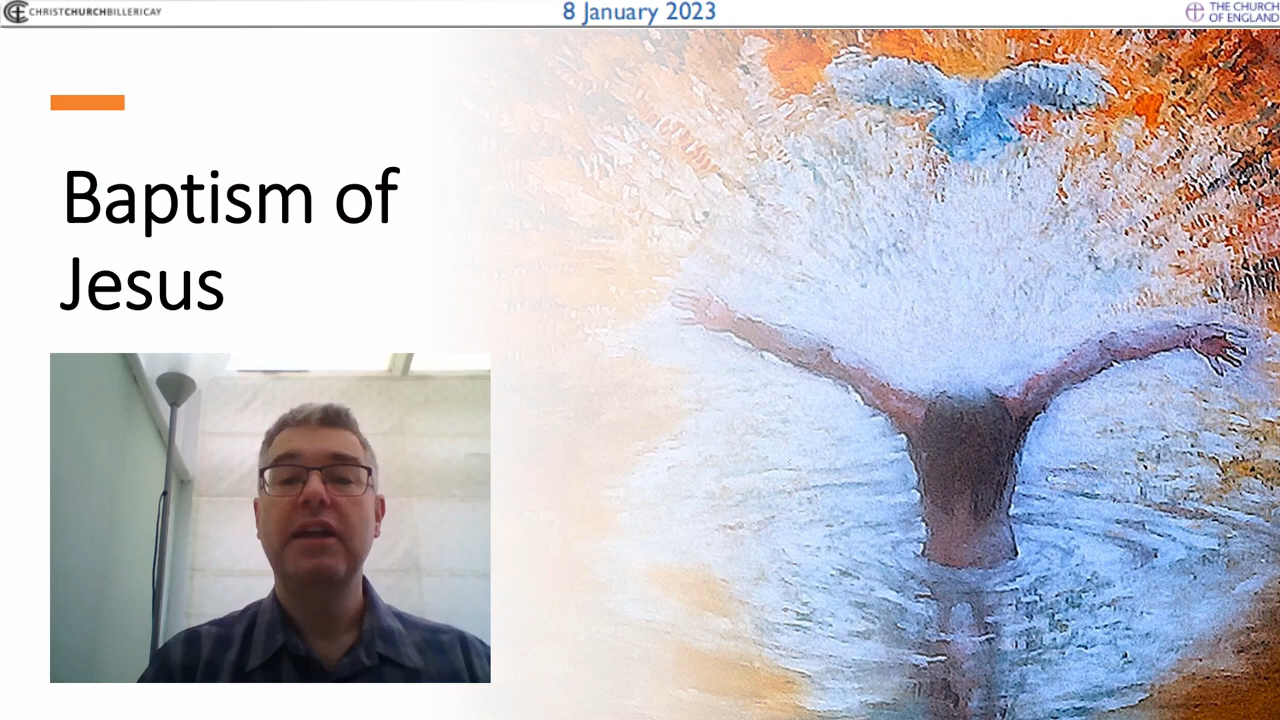 CHRISTCHURCHBILLERICAY
8 January 2023
THE CHURCH
OF ENGLAND
Baptism of
Jesus